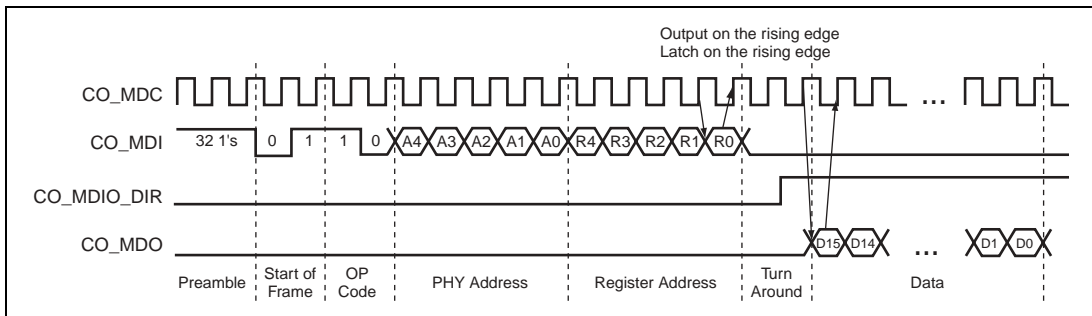 Output on the rising edge
Latch on the rising edge
CO_MDC
...
CO_MDI
32 1's 0 1 1 0 A4 A3 A2 A1 A0 R4 R3 R2 R1 R0
CO_MDIO_DIR
CO_MDO
D15 D14 ... D1 D0
Preamble
Start of
Frame
OP
Code
PHY Address
Register Address
Turn
Around
Data